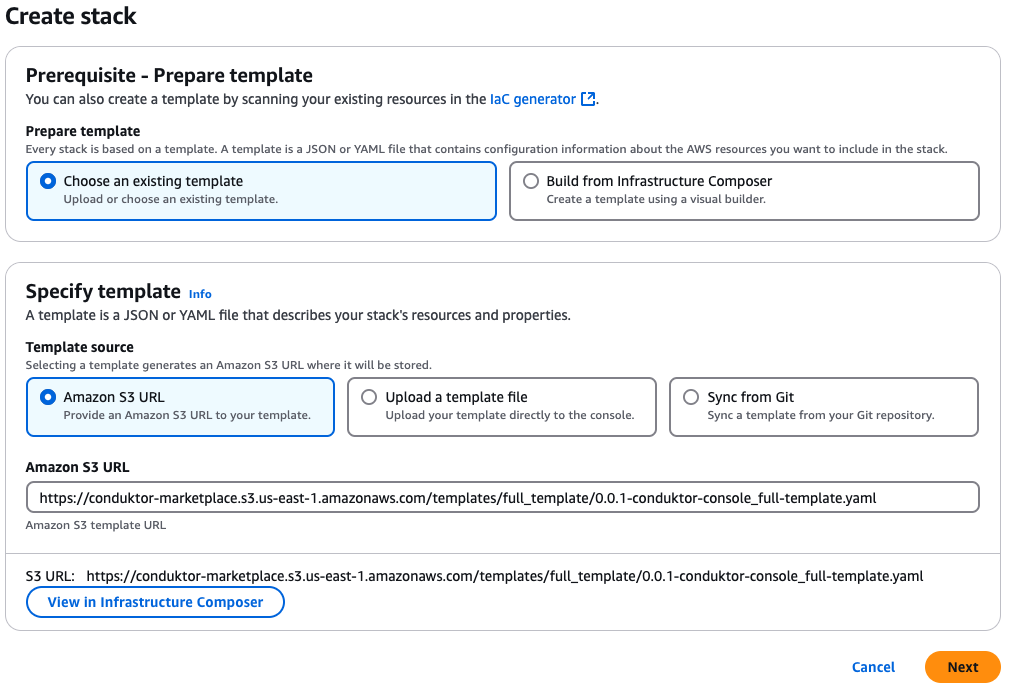 Create stack
Prerequisite - Prepare template
You can also create a template by scanning your existing resources in the IaC generator.
Prepare template
Every stack is based on a template. A template is a JSON or YAML file that contains configuration information about the AWS resources you want to include in the stack.
Choose an existing template
Upload or choose an existing template.
Build from Infrastructure Composer
Create a template using a visual builder.
Specify template Info
A template is a JSON or YAML file that describes your stack's resources and properties.
Template source
Selecting a template generates an Amazon S3 URL where it will be stored.
Amazon S3 URL
Provide an Amazon S3 URL to your template.
Upload a template file
Upload your template directly to the console.
Sync from Git
Sync a template from your Git repository.
Amazon S3 URL
https://conduktor-marketplace.s3.us-east-1.amazonaws.com/templates/full_template/0.0.1-conduktor-console_full-template.yaml
Amazon S3 template URL
S3 URL: https://conduktor-marketplace.s3.us-east-1.amazonaws.com/templates/full_template/0.0.1-conduktor-console_full-template.yaml
View in Infrastructure Composer
Cancel
Next